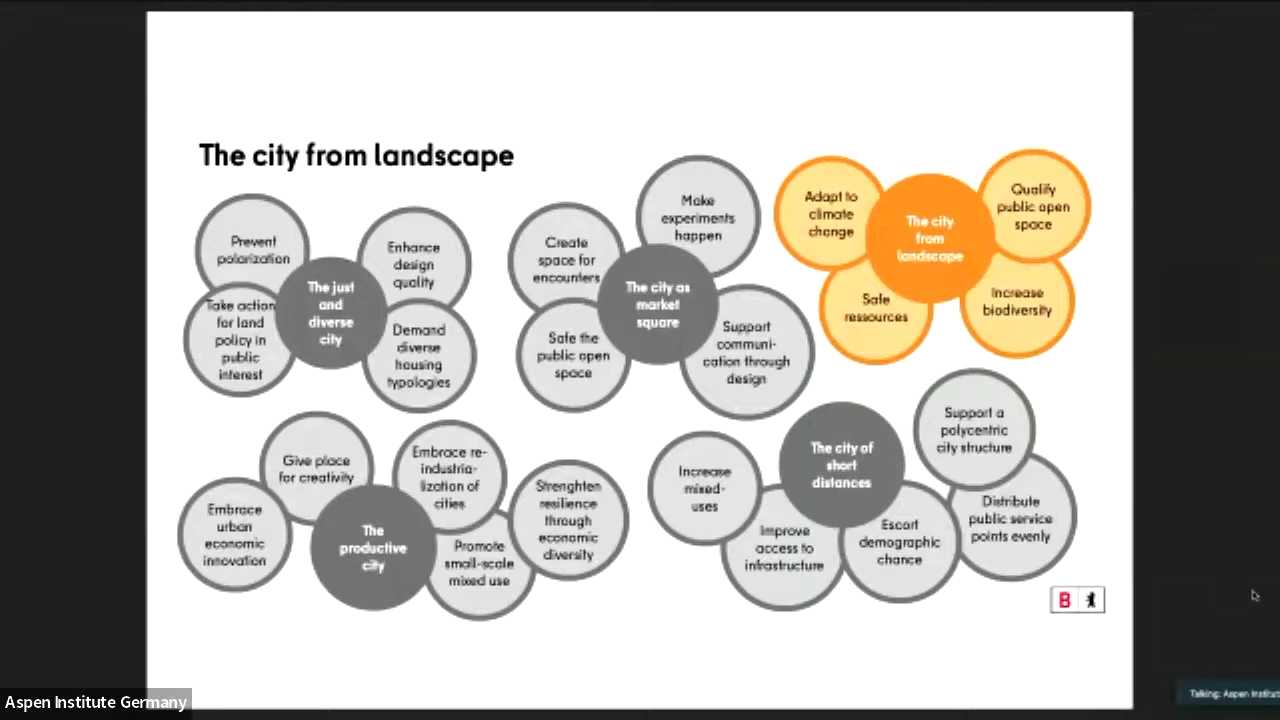 The city from landscape
Prevent
polarization
Enhance
design
quality
The just
and
diverse
city
Take action
for land
policy in
public
interest
Demand
diverse
housing
typologies
Make
experiments
happen
Create
space for
encounters
The city as
market
square
Safe the
public open
space
Support
communi-
cation through
design
Adapt to
climate
change
The city
from
landscape
Qualify
public open
space
Safe
ressources
Increase
biodiversity
Give place
for creativity
Embrace re-
industria-
lization of
cities
Embrace
urban
economic
innovation
The
productive
city
Promote
small-scale
mixed use
Strenghten
resilience
through
economic
diversity
Increase
mixed-
uses
The city of
short
distances
Support a
polycentric
city structure
Improve
access to
infrastructure
Escort
demographic
chance
Distribute
public service
points evenly
B
Aspen Institute Germany
Talking: Aspen Institut